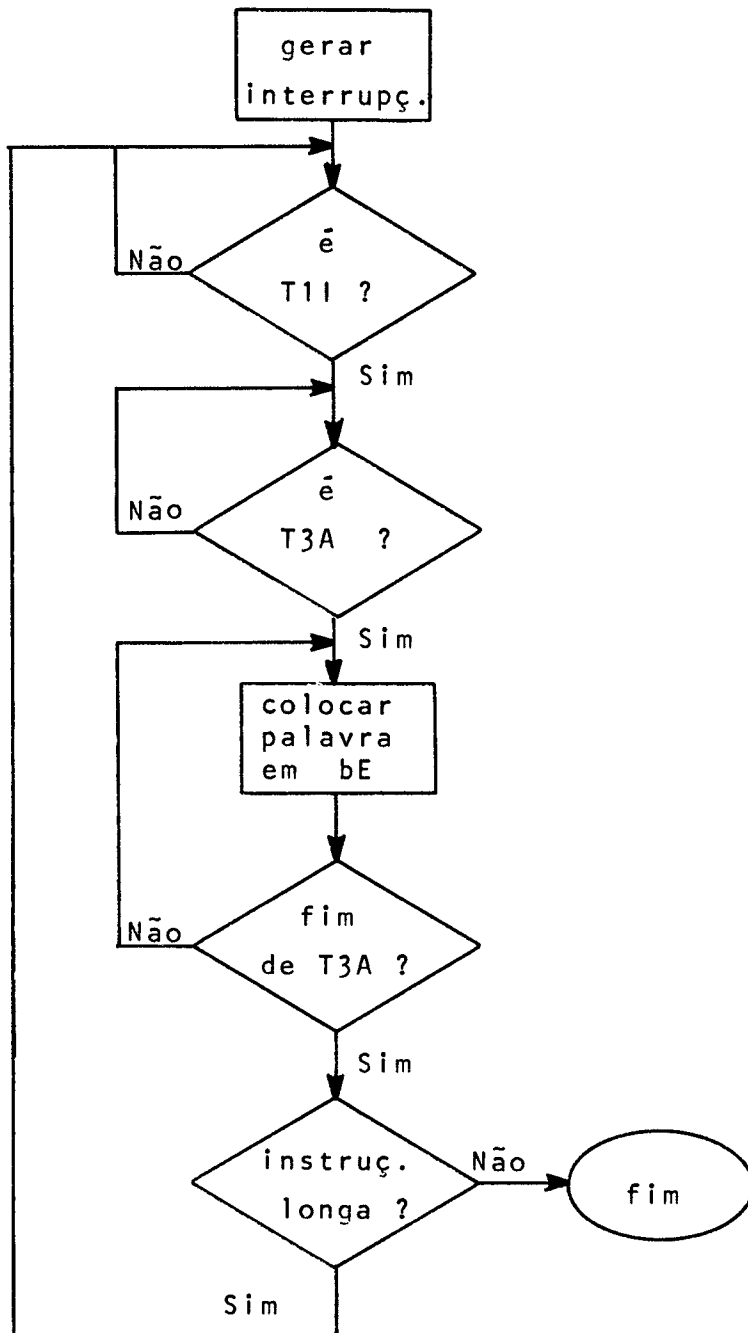 gerar
interrupç.
é
T1I ?
Não
Sim
é
T3A ?
Não
Sim
colocar
palavra
em bE
fim
de T3A ?
Não
Sim
instruç.
longa ?
Não
fim
Sim